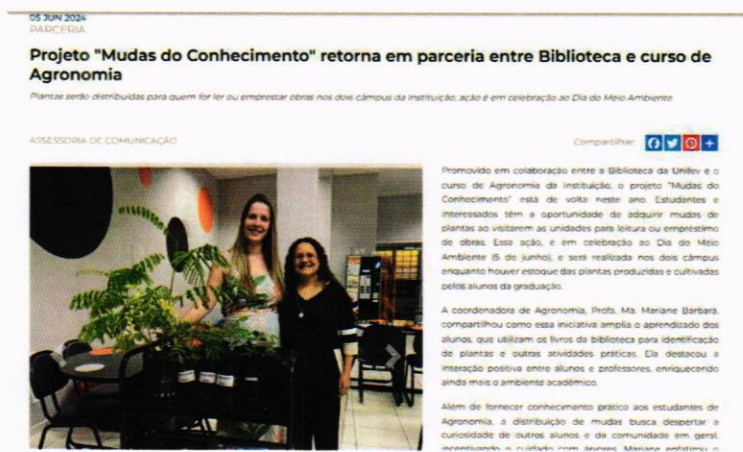 05 JUN 2024
PARCERIA
Projeto "Mudas do Conhecimento" retorna em parceria entre Biblioteca e curso de
Agronomia
Plantas serão distribuídas para quem for ler ou emprestar obras nos dois câmpus da Instituição; ação é em celebração ao Dia do Meio Ambiente
ASSESSORIA DE COMUNICAÇÃO
Compartilhar:
Promovido em colaboração entre a Biblioteca da Unifev e o
curso de Agronomia da Instituição, o projeto "Mudas do
Conhecimento" está de volta neste ano. Estudantes e
interessados têm a oportunidade de adquirir mudas de
plantas ao visitarem as unidades para leitura ou empréstimo
de obras. Essa ação, é em celebração ao Dia do Meio
Ambiente (5 de junho), e será realizada nos dois câmpus
enquanto houver estoque das plantas produzidas e cultivadas
pelos alunos da graduação.
A coordenadora de Agronomia, Profa. Ma. Mariane Barbará,
compartilhou como essa iniciativa amplia o aprendizado dos
alunos, que utilizam os livros da biblioteca para identificação
de plantas e outras atividades práticas. Ela destacou a
interação positiva entre alunos e professores, enriquecendo
ainda mais o ambiente acadêmico.
Além de fornecer conhecimento prático aos estudantes de
Agronomia, a distribuição de mudas busca despertar a
curiosidade de outros alunos e da comunidade em geral,
incentivando o cuidado com árvores. Mariane enfatizou o